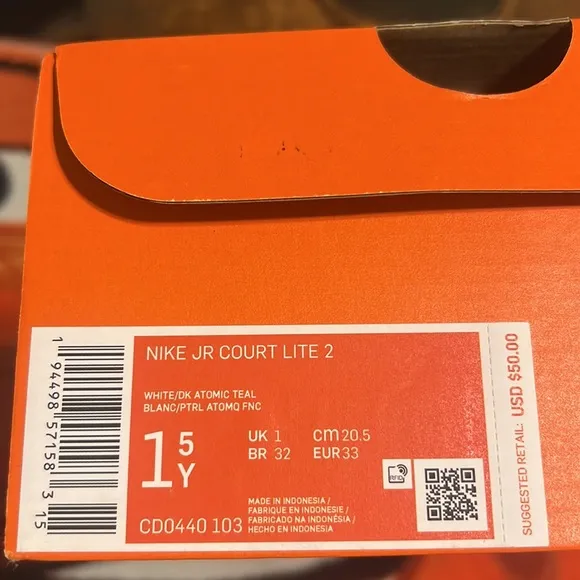 NIKE JR COURT LITE 2
WHITE/DK ATOMIC TEAL
BLANC/PTRL ATOMQ FNC
1 5 Y
UK 1 cm 20.5
BR 32 EUR 33
MADE IN INDONESIA /
FABRIQUE EN INDONESIE /
FABRICADO NA INDONÉSIA /
HECHO EN INDONESIA
CD0440 103
RFID
1 94498 57158 3 15
SUGGESTED RETAIL: USD $50.00